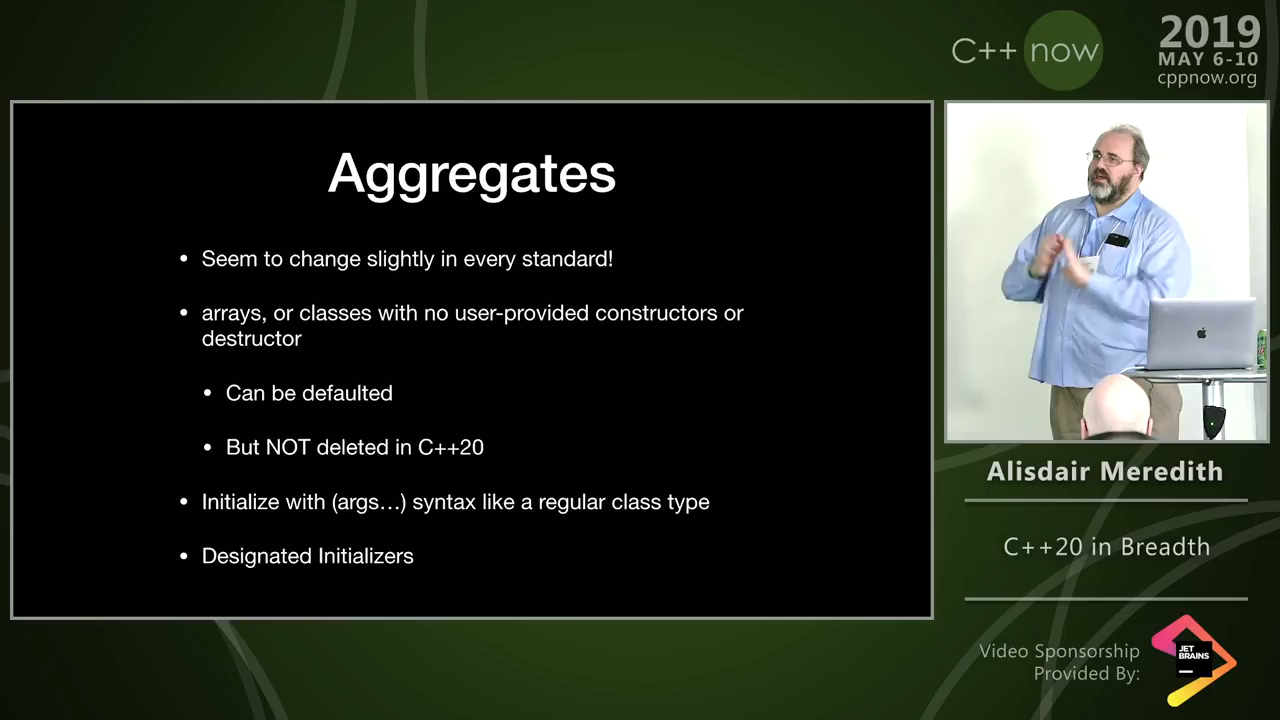 C++ now
2019
MAY 6-10
cppnow.org
Aggregates
• Seem to change slightly in every standard!
• arrays, or classes with no user-provided constructors or
destructor
• Can be defaulted
• But NOT deleted in C++20
• Initialize with (args…) syntax like a regular class type
• Designated Initializers
Alisdair Meredith
C++20 in Breadth
Video Sponsorship
Provided By:
JET
BRAINS